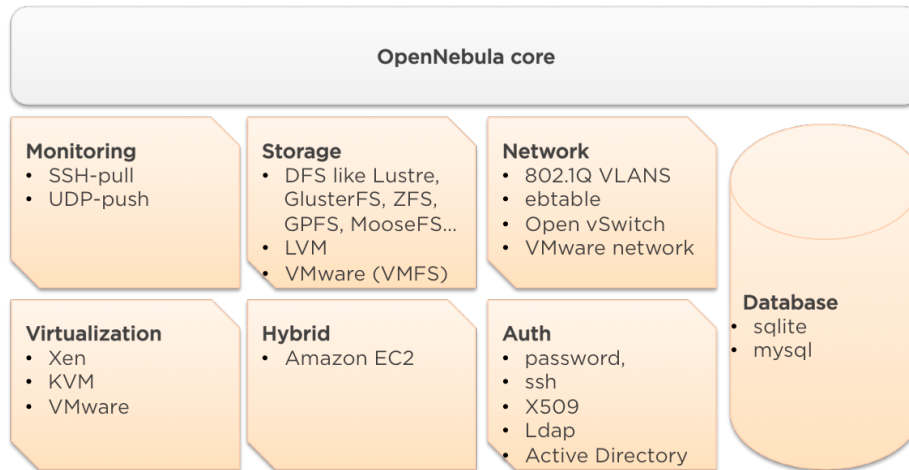 OpenNebula core
Monitoring
• SSH-pull
• UDP-push
Storage
• DFS like Lustre,
GlusterFS, ZFS,
GPFS, MooseFS...
• LVM
• VMware (VMFS)
Network
• 802.1Q VLANS
• ebtable
• Open vSwitch
• VMware network
Virtualization
• Xen
• KVM
• VMware
Hybrid
• Amazon EC2
Auth
• password,
• ssh
• X509
• Ldap
• Active Directory
Database
• sqlite
• mysql